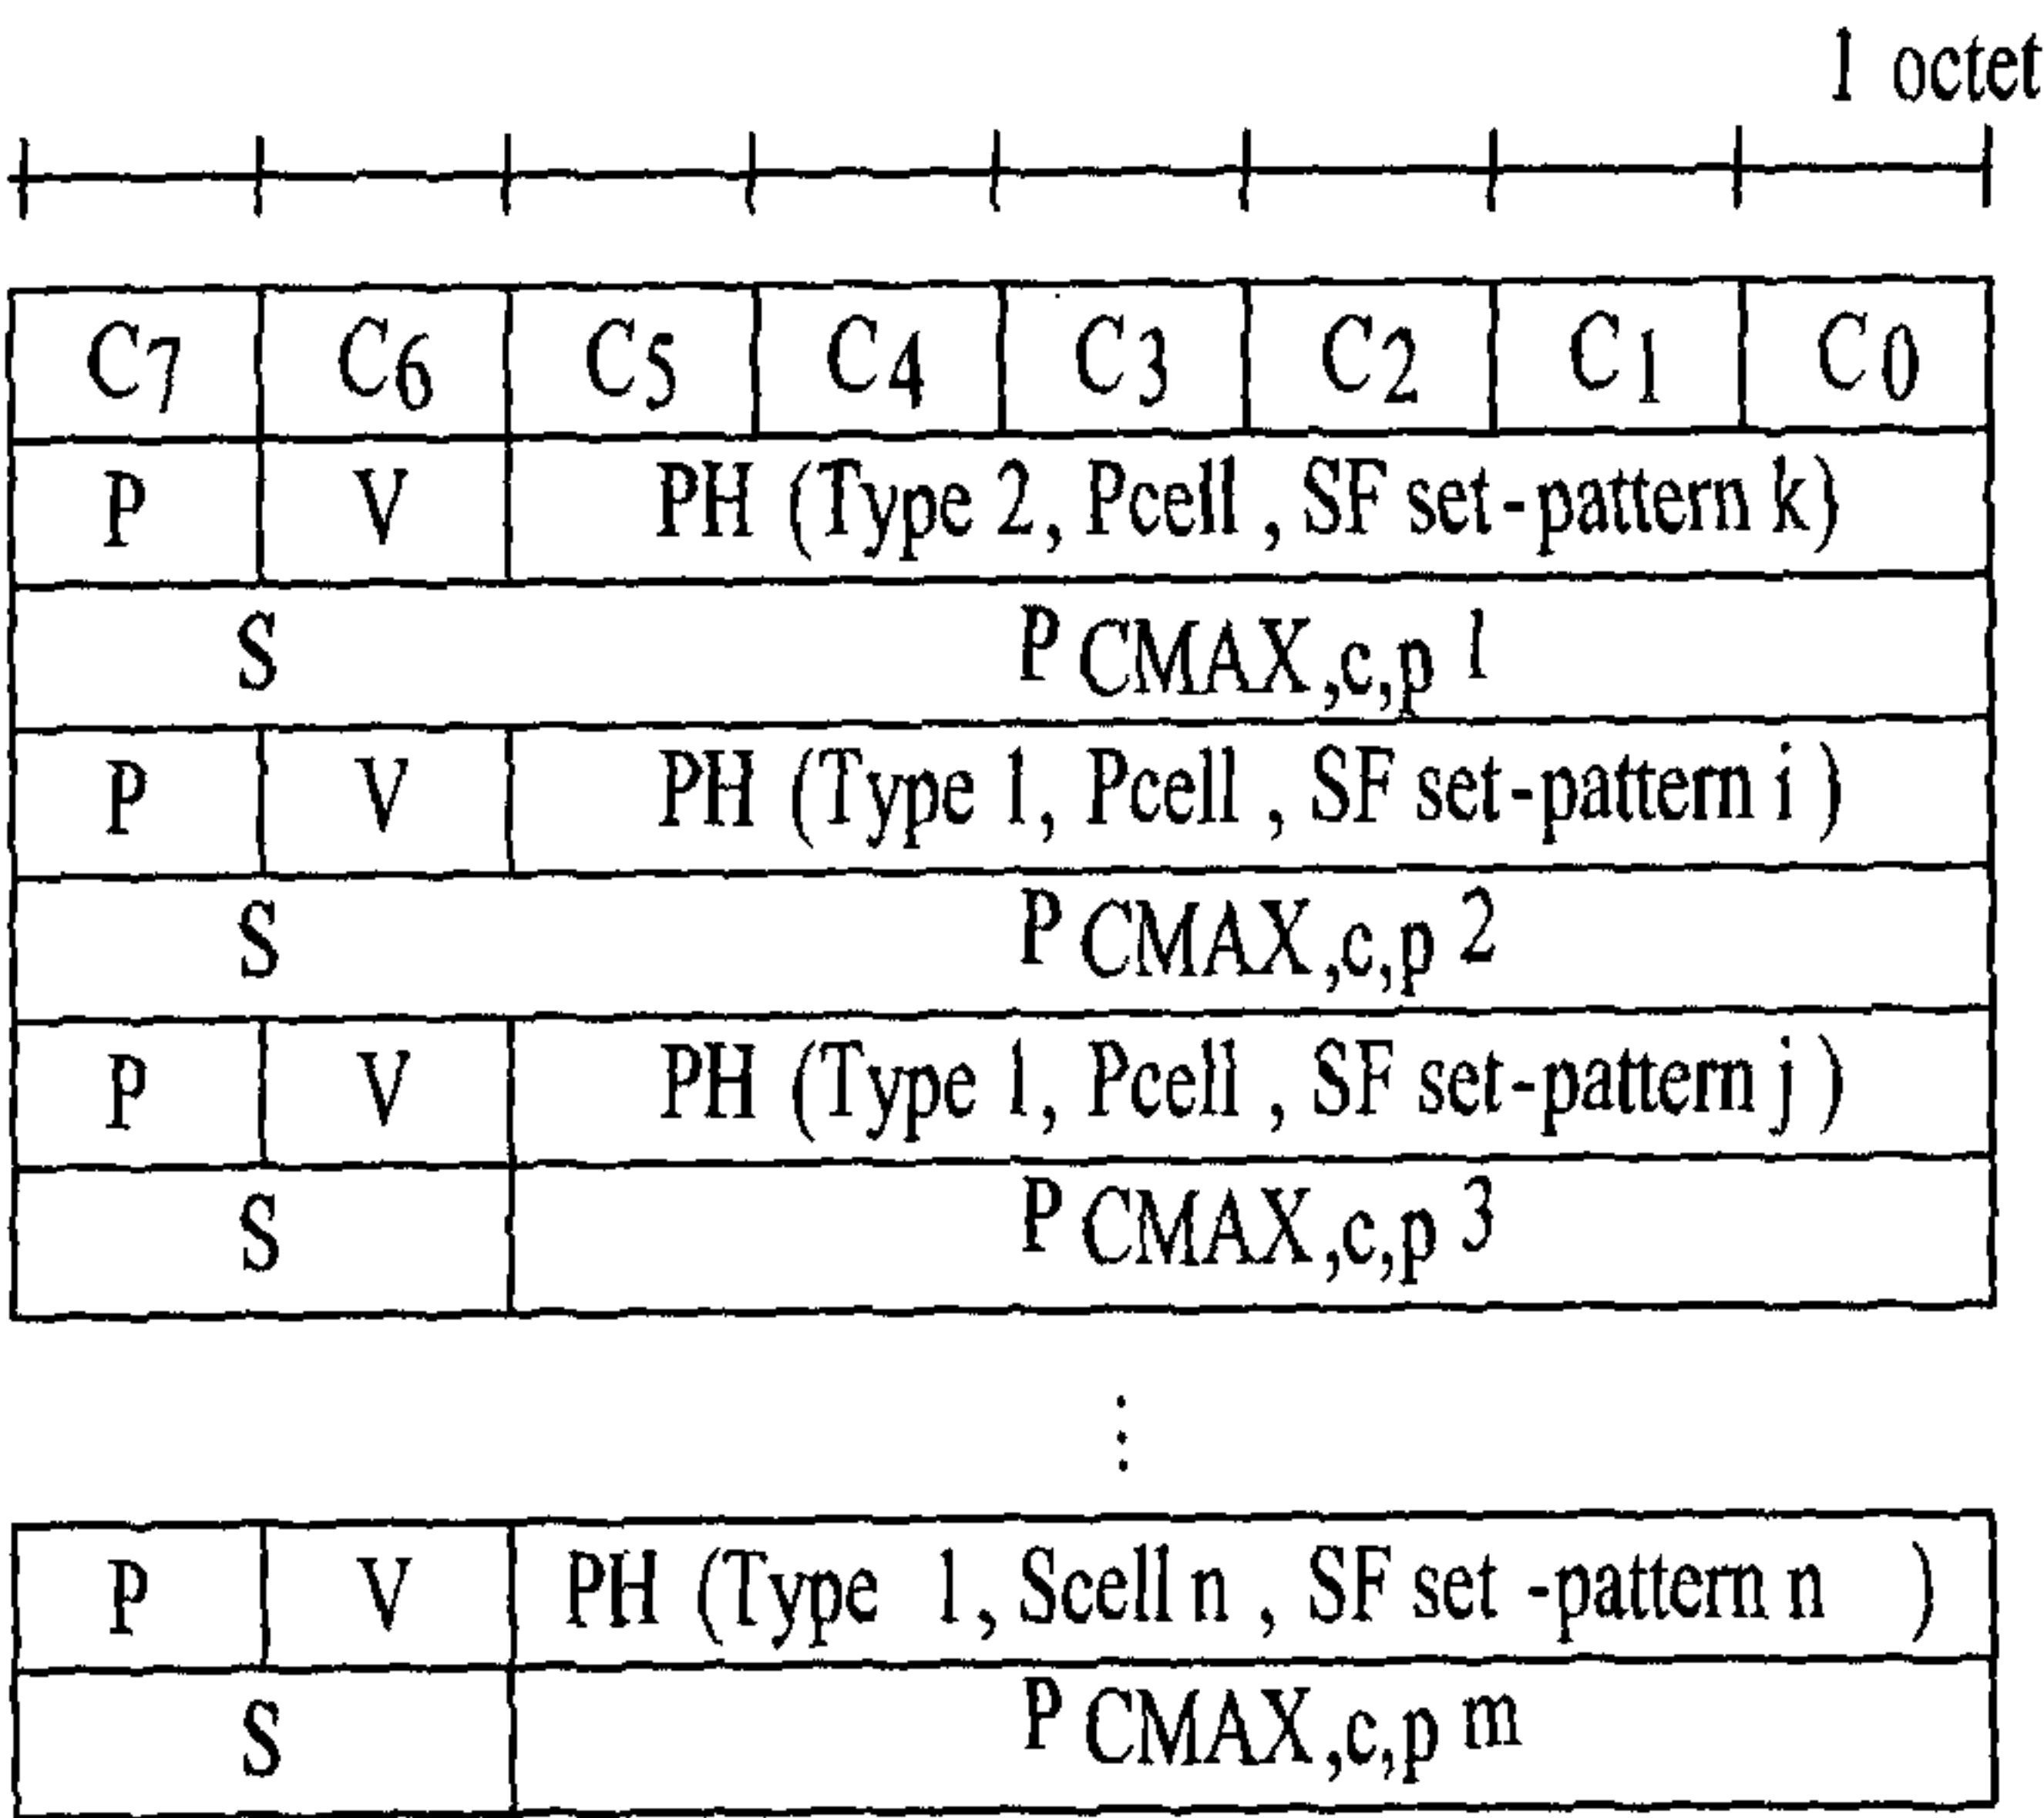 1 octet
C7 C6 C5 C4 C3 C2 C1 C0
P V PH (Type 2, Pcell , SF set-pattern k)
S P CMAX,c,p 1
P V PH (Type 1, Pcell , SF set-pattern i )
S P CMAX,c,p 2
P V PH (Type 1, Pcell , SF set-pattern j )
S P CMAX,c,p 3
⋮
P V PH (Type 1, Scell n , SF set -pattern n )
S P CMAX,c,p m